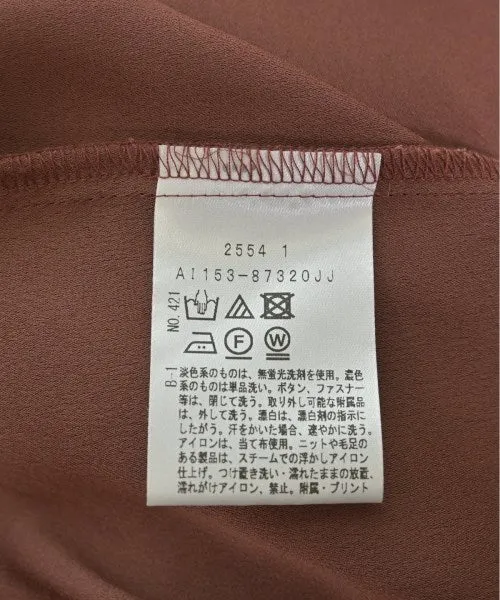 2554 1
AI153-87320JJ
NO.421
F
W
B-1
淡色系のものは、無蛍光洗剤を使用。濃色
系のものは単品洗い。ボタン、ファスナー
等は、閉じて洗う。取り外し可能な附属品
は、外して洗う。漂白は、漂白剤の指示に
したがう。汗をかいた場合、速やかに洗う。
アイロンは、当て布使用。ニットや毛足の
ある製品は、スチームでの浮かしアイロン
仕上げ。つけ置き洗い・濡れたままの放置、
濡れがけアイロン、禁止。附属・プリント